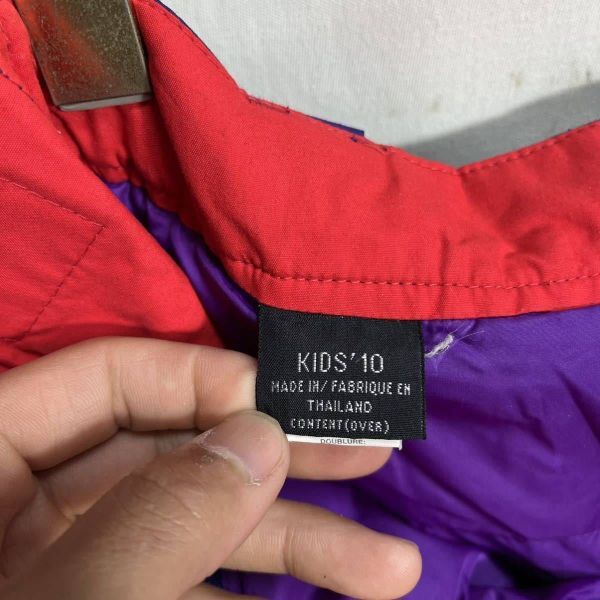 KIDS' 10
MADE IN/ FABRIQUE EN
THAILAND
CONTENT(OVER)
DOUBLURE: